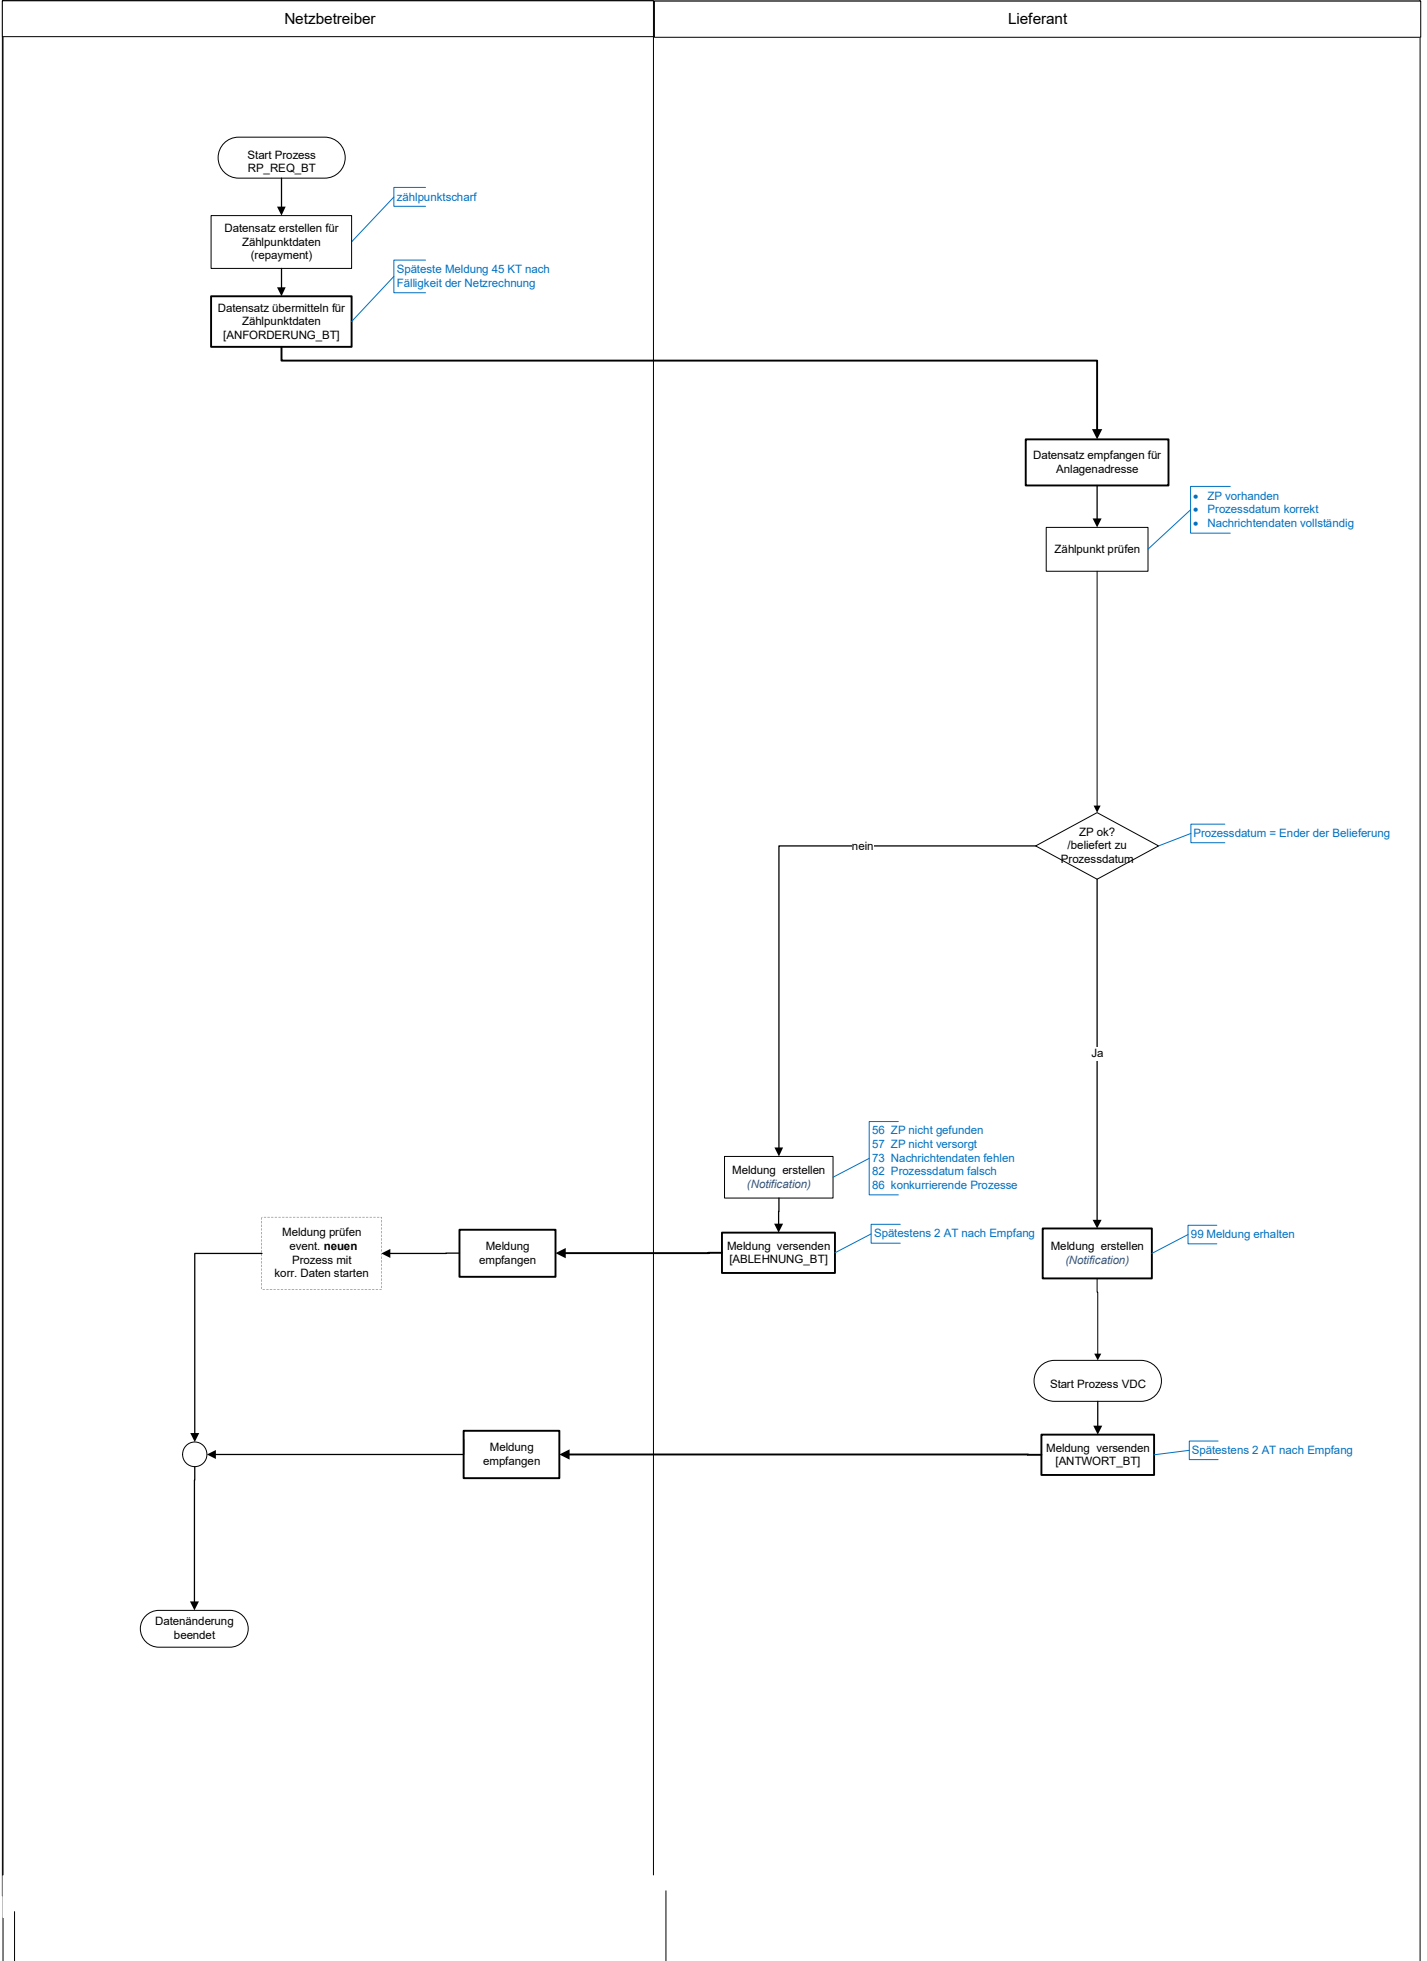 Netzbetreiber
Lieferant
Start Prozess
RP_REQ_BT
zählpunktscharf
Datensatz erstellen für
Zählpunktdaten
(repayment)
Späteste Meldung 45 KT nach
Fälligkeit der Netzrechnung
Datensatz übermitteln für
Zählpunktdaten
[ANFORDERUNG_BT]
Datensatz empfangen für
Anlagenadresse
• ZP vorhanden
• Prozessdatum korrekt
• Nachrichtendaten vollständig
Zählpunkt prüfen
ZP ok?
/beliefert zu
Prozessdatum
Prozessdatum = Ender der Belieferung
nein
Ja
56 ZP nicht gefunden
57 ZP nicht versorgt
73 Nachrichtendaten fehlen
82 Prozessdatum falsch
86 konkurrierende Prozesse
Meldung erstellen
(Notification)
Meldung prüfen
event. neuen
Prozess mit
korr. Daten starten
Meldung
empfangen
Meldung versenden
[ABLEHNUNG_BT]
Spätestens 2 AT nach Empfang
Meldung erstellen
(Notification)
99 Meldung erhalten
Start Prozess VDC
Meldung
empfangen
Meldung versenden
[ANTWORT_BT]
Spätestens 2 AT nach Empfang
Datenänderung
beendet